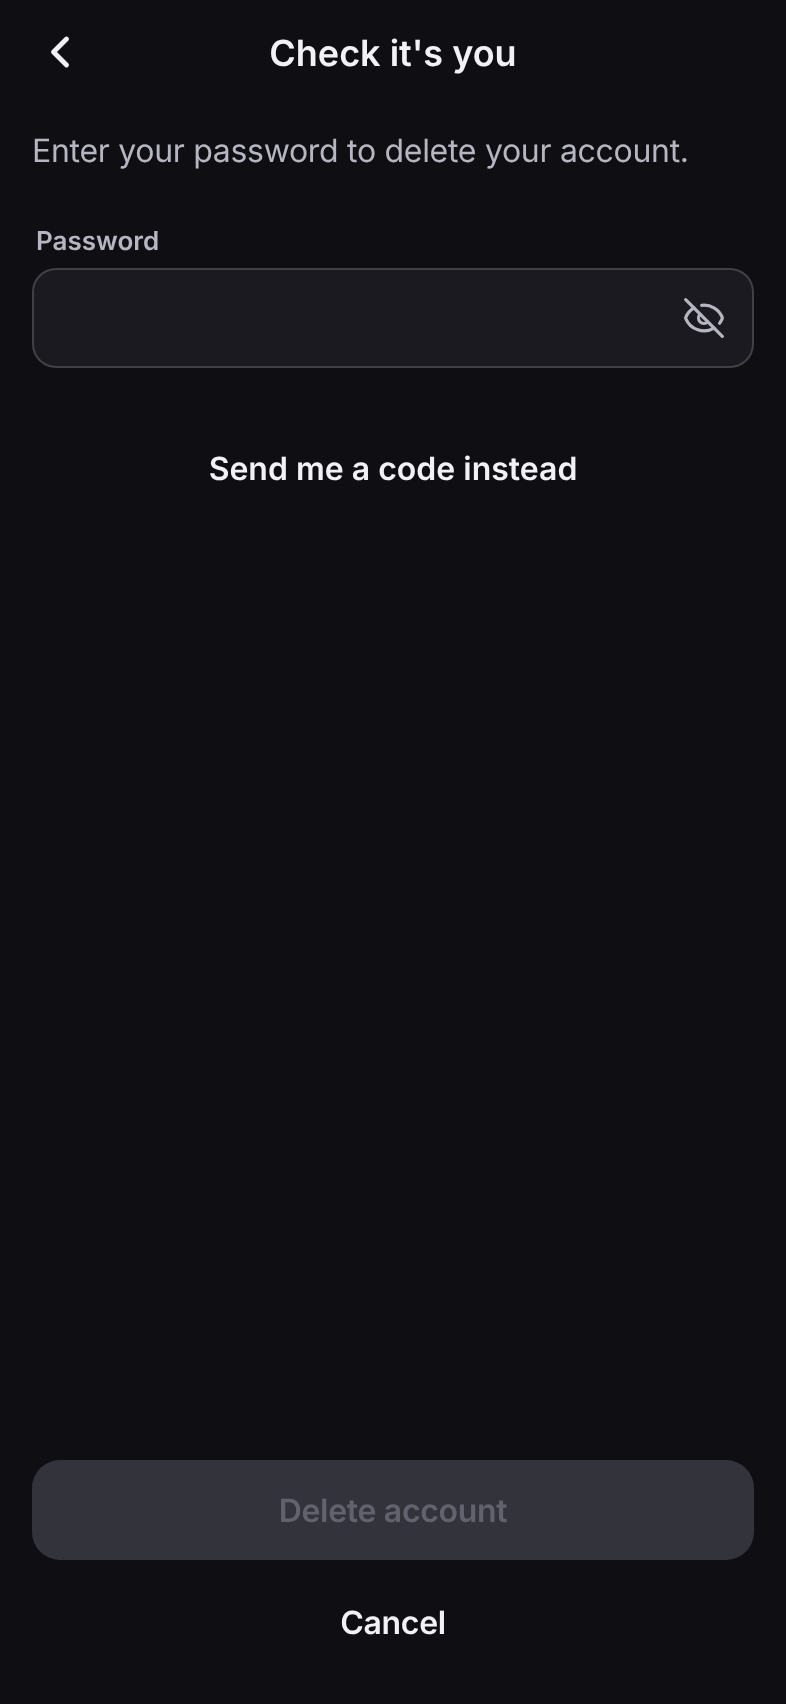 Check it's you
Enter your password to delete your account.
Password
Send me a code instead
Delete account
Cancel